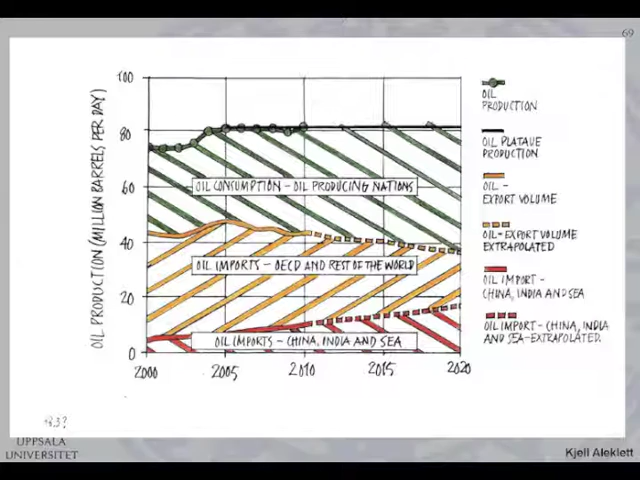 69
100
80
60
40
20
0
OIL PRODUCTION (MILLION BARRELS PER DAY)
OIL CONSUMPTION - OIL PRODUCING NATIONS
OIL IMPORTS - OECD AND REST OF THE WORLD
OIL IMPORTS - CHINA, INDIA AND SEA
2000
2005
2010
2015
2020
OIL
PRODUCTION
OIL PLATAUE
PRODUCTION
OIL -
EXPORT VOLUME
OIL - EXPORT VOLUME
EXTRAPOLATED
OIL IMPORT -
CHINA, INDIA AND SEA
OIL IMPORT - CHINA, INDIA
AND SEA - EXTRAPOLATED.
UPPSALA
UNIVERSITET
Kjell Aleklett